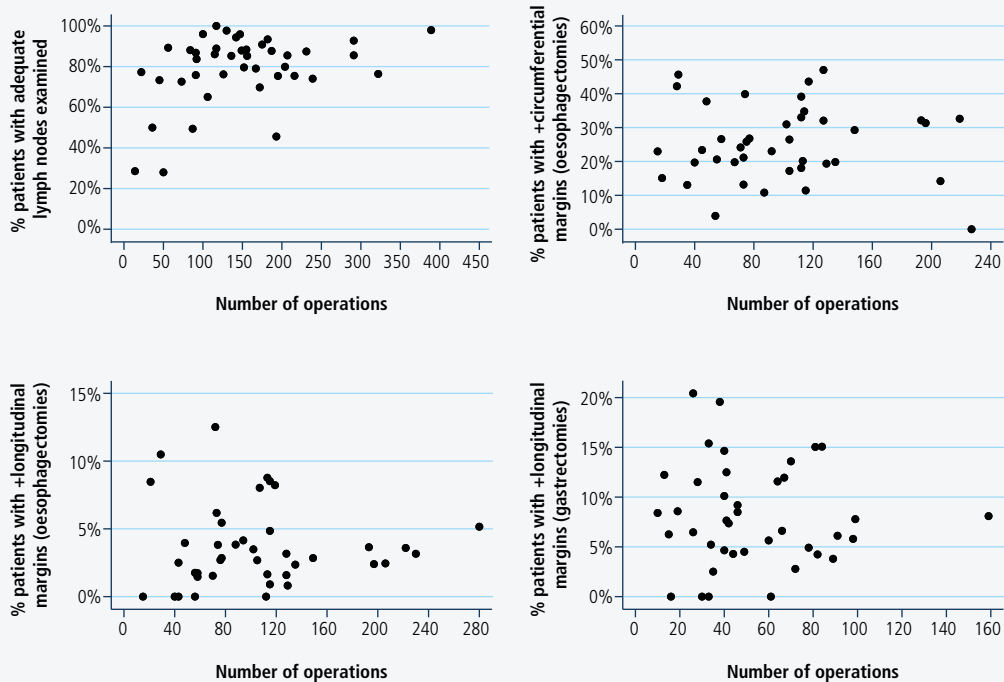 % patients with adequate
lymph nodes examined
100%
80%
60%
40%
20%
0%
0 50 100 150 200 250 300 350 400 450
Number of operations
% patients with +circumferential
margins (oesophagectomies)
60%
50%
40%
30%
20%
10%
0%
0 40 80 120 160 200 240
Number of operations
% patients with +longitudinal
margins (oesophagectomies)
15%
10%
5%
0%
0 40 80 120 160 200 240 280
Number of operations
% patients with +longitudinal
margins (gastrectomies)
20%
15%
10%
5%
0%
0 20 40 60 80 100 120 140 160
Number of operations